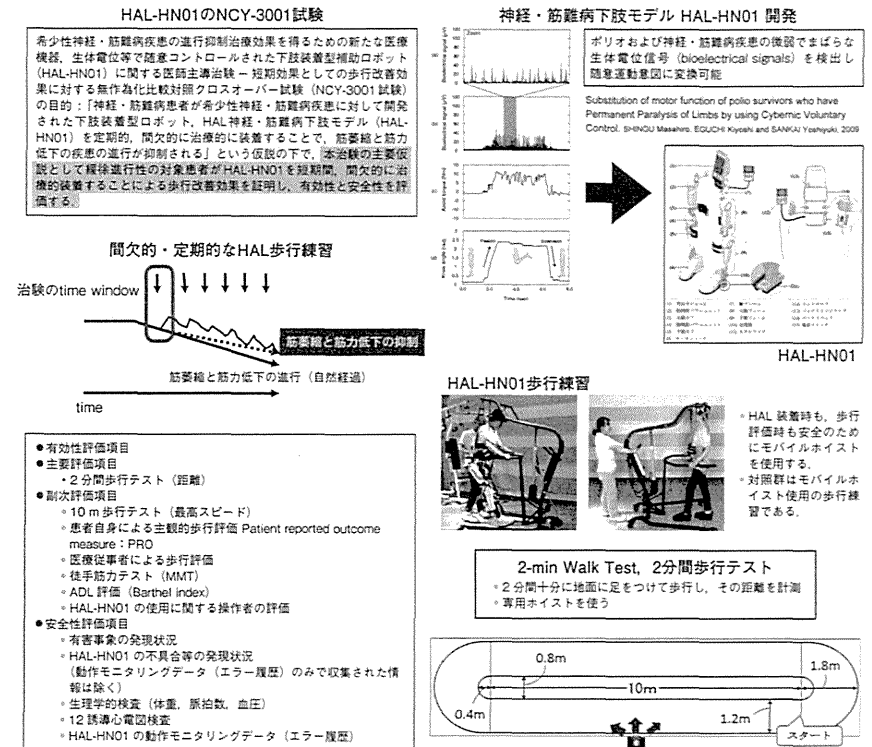 HAL-HN01のNCY-3001試験
希少性神経・筋難病疾患の進行抑制治療効果を得るための新たな医療
機器，生体電位等で随意コントロールされた下肢装着型補助ロボット
（HAL-HN01）に関する医師主導治験 − 短期効果としての歩行改善効
果に対する無作為化比較対照クロスオーバー試験（NCY-3001 試験）
の目的：「神経・筋難病患者が希少性神経・筋難病疾患に対して開発
された下肢装着型ロボット，HAL神経・筋難病下肢モデル（HAL-
HN01）を定期的，間欠的に治療的に装着することで，筋萎縮と筋力
低下の疾患の進行が抑制される」という仮説の下で，本治験の主要仮
説として緩徐進行性の対象患者がHAL-HN01を短期間，間欠的に治
療的装着することによる歩行改善効果を証明し，有効性と安全性を評
価する．
間欠的・定期的なHAL歩行練習
治験のtime window
筋萎縮と筋力低下の抑制
筋萎縮と筋力低下の進行（自然経過）
time
●有効性評価項目
●主要評価項目
・2 分間歩行テスト（距離）
●副次評価項目
◦10 m 歩行テスト（最高スピード）
◦患者自身による主観的歩行評価 Patient reported outcome
measure：PRO
◦医療従事者による歩行評価
◦徒手筋力テスト（MMT）
◦ADL 評価（Barthel index）
◦HAL-HN01 の使用に関する操作者の評価
●安全性評価項目
◦有害事象の発現状況
◦HAL-HN01 の不具合等の発現状況
（動作モニタリングデータ（エラー履歴）のみで収集された情
報は除く）
◦生理学的検査（体重，脈拍数，血圧）
◦12 誘導心電図検査
◦HAL-HN01 の動作モニタリングデータ（エラー履歴）
神経・筋難病下肢モデル HAL-HN01 開発
Zoom
ポリオおよび神経・筋難病疾患の微弱でまばらな
生体電位信号（bioelectrical signals）を検出し
随意運動意図に変換可能
Substitution of motor function of polio survivors who have
Permanent Paralysis of Limbs by using Cybernic Voluntary
Control. SHINGU Masahiro, EGUCHI Kiyoshi and SANKAI Yoshiyuki, 2009
HAL-HN01
HAL-HN01歩行練習
◦HAL 装着時も，歩行
評価時も安全のため
にモバイルホイスト
を使用する．
◦対照群はモバイルホ
イスト使用の歩行練
習である．
2-min Walk Test，2分間歩行テスト
◦2 分間十分に地面に足をつけて歩行し，その距離を計測
◦専用ホイストを使う
0.8m
1.8m
10m
0.4m
1.2m
スタート